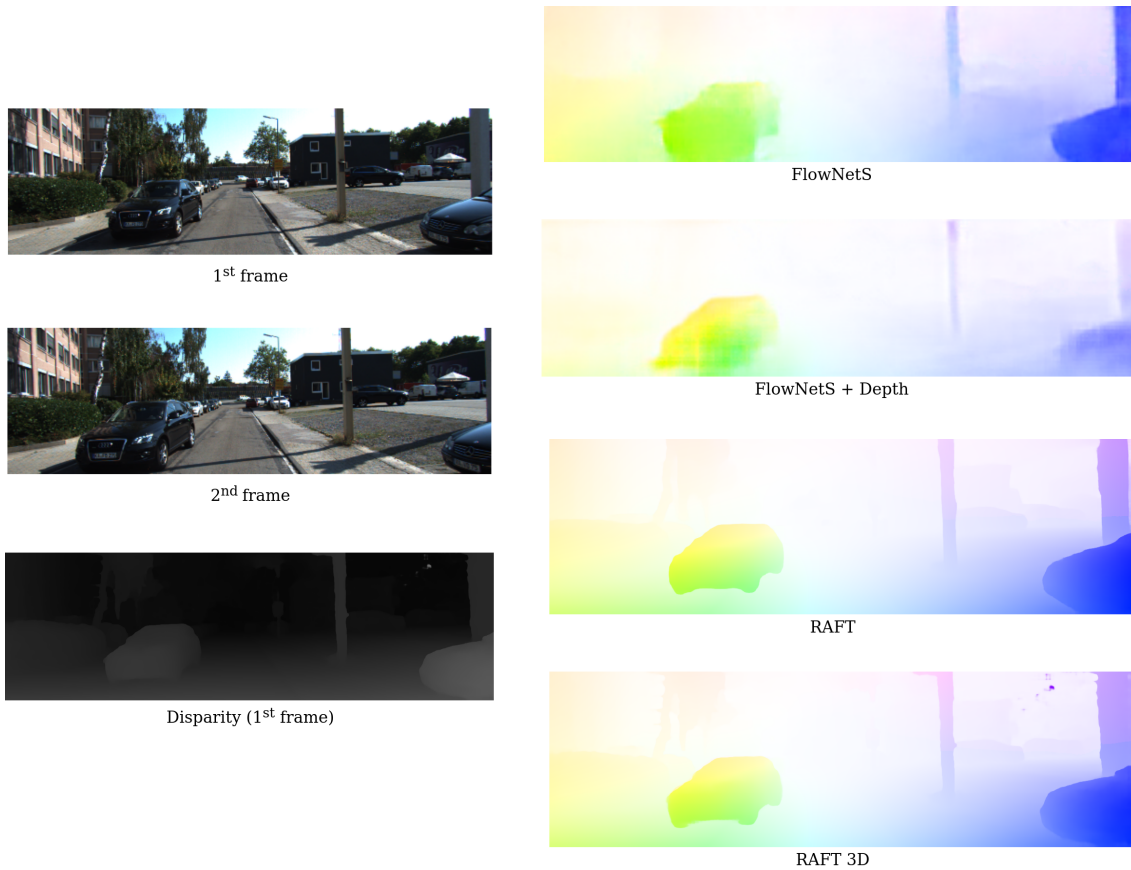 1st frame
2nd frame
Disparity (1st frame)
FlowNetS
FlowNetS + Depth
RAFT
RAFT 3D